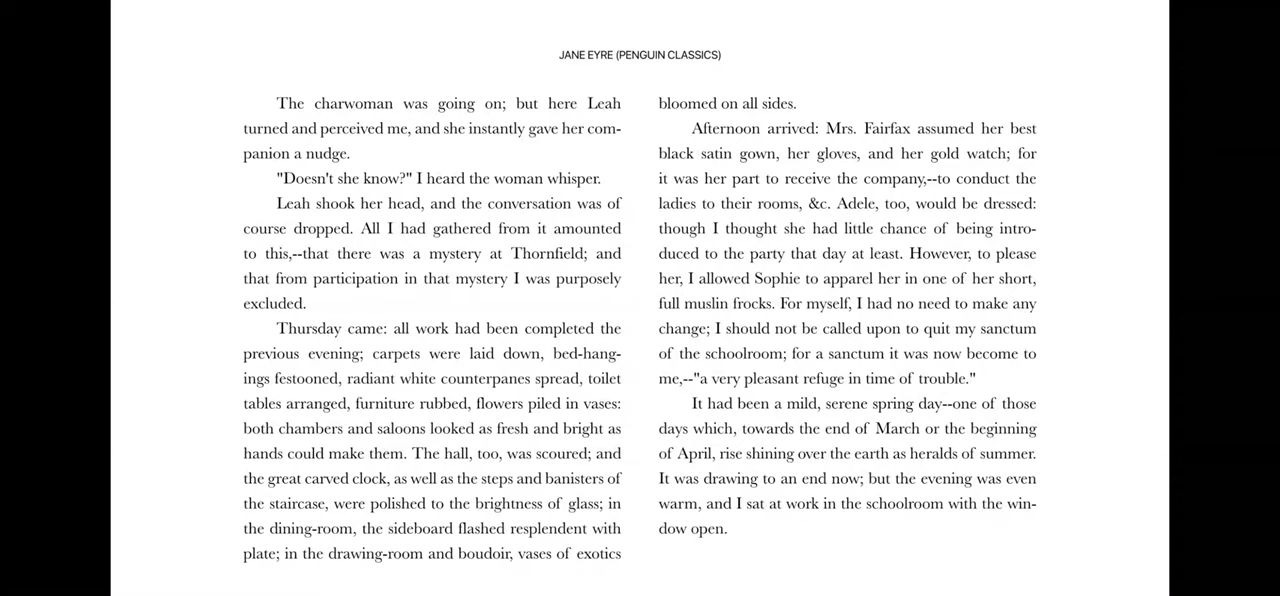 JANE EYRE (PENGUIN CLASSICS)
The charwoman was going on; but here Leah
turned and perceived me, and she instantly gave her com-
panion a nudge.
"Doesn't she know?" I heard the woman whisper.
Leah shook her head, and the conversation was of
course dropped. All I had gathered from it amounted
to this,--that there was a mystery at Thornfield; and
that from participation in that mystery I was purposely
excluded.
Thursday came: all work had been completed the
previous evening; carpets were laid down, bed-hang-
ings festooned, radiant white counterpanes spread, toilet
tables arranged, furniture rubbed, flowers piled in vases:
both chambers and saloons looked as fresh and bright as
hands could make them. The hall, too, was scoured; and
the great carved clock, as well as the steps and banisters of
the staircase, were polished to the brightness of glass; in
the dining-room, the sideboard flashed resplendent with
plate; in the drawing-room and boudoir, vases of exotics
bloomed on all sides.
Afternoon arrived: Mrs. Fairfax assumed her best
black satin gown, her gloves, and her gold watch; for
it was her part to receive the company,--to conduct the
ladies to their rooms, &c. Adele, too, would be dressed:
though I thought she had little chance of being intro-
duced to the party that day at least. However, to please
her, I allowed Sophie to apparel her in one of her short,
full muslin frocks. For myself, I had no need to make any
change; I should not be called upon to quit my sanctum
of the schoolroom; for a sanctum it was now become to
me,--"a very pleasant refuge in time of trouble."
It had been a mild, serene spring day--one of those
days which, towards the end of March or the beginning
of April, rise shining over the earth as heralds of summer.
It was drawing to an end now; but the evening was even
warm, and I sat at work in the schoolroom with the win-
dow open.